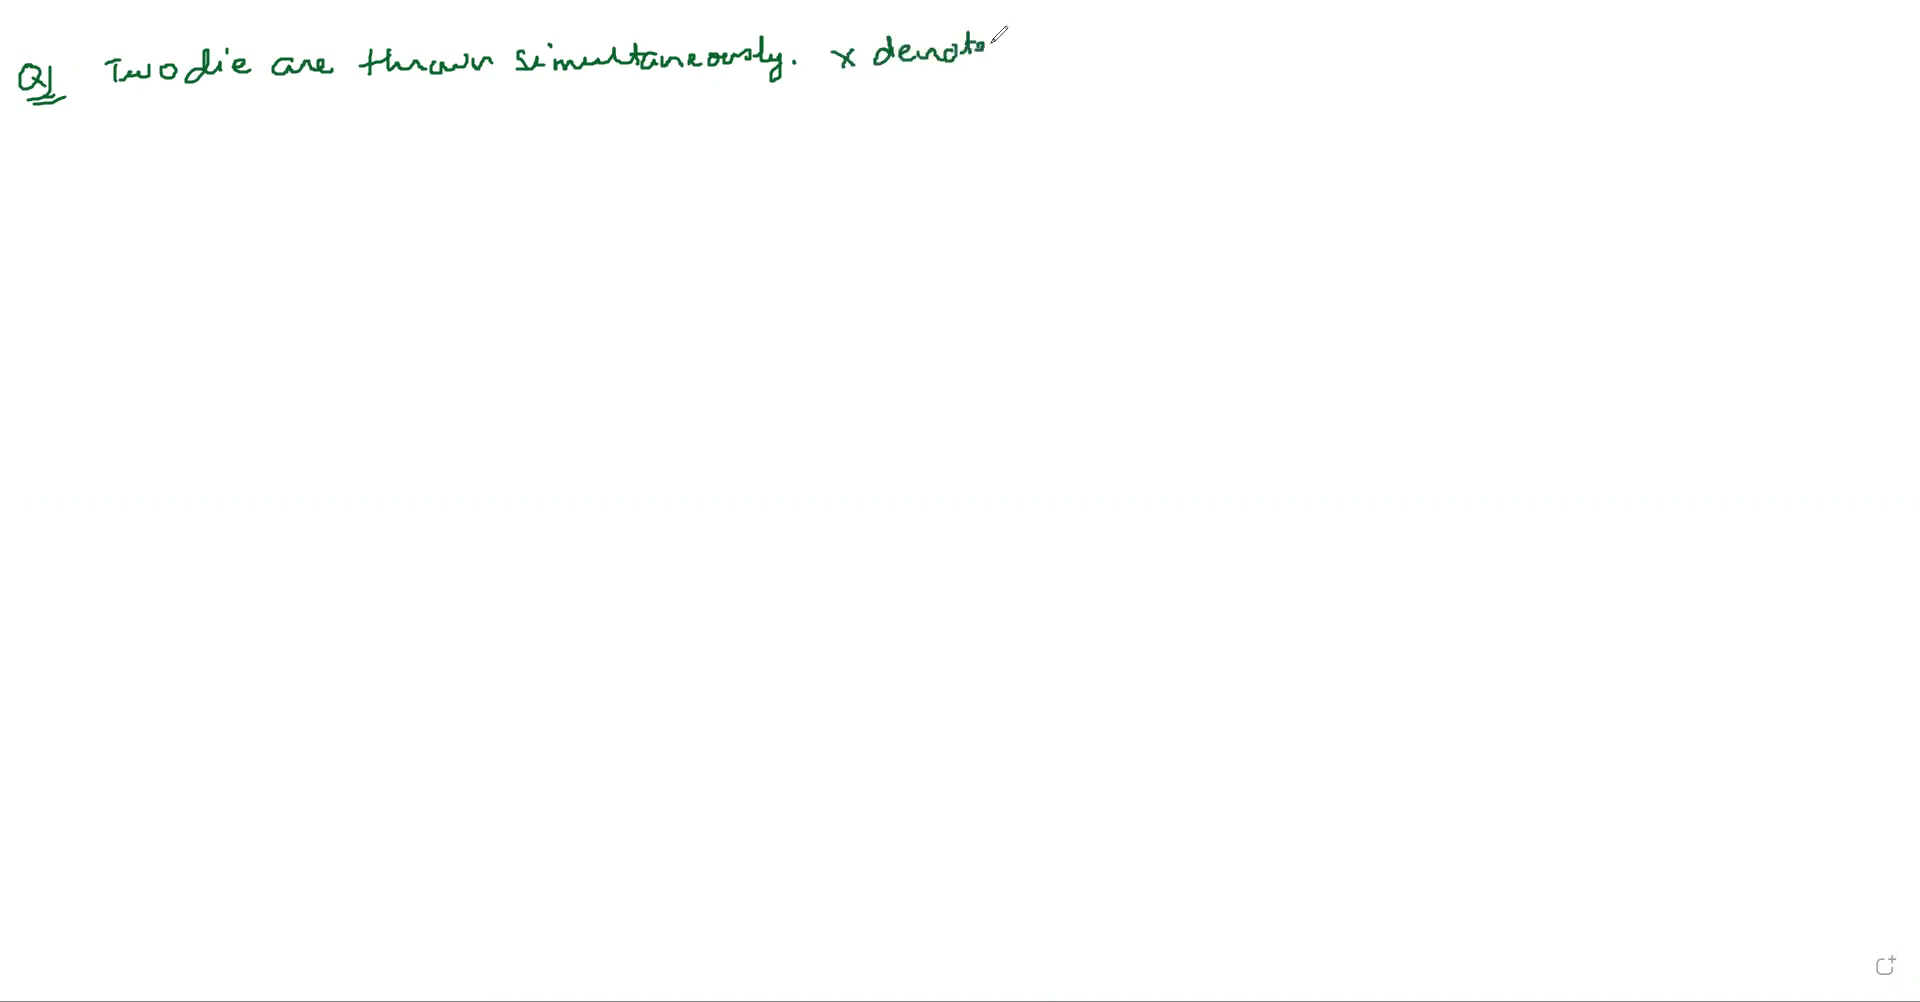 Q1 Two die are thrown simultaneously. x denote